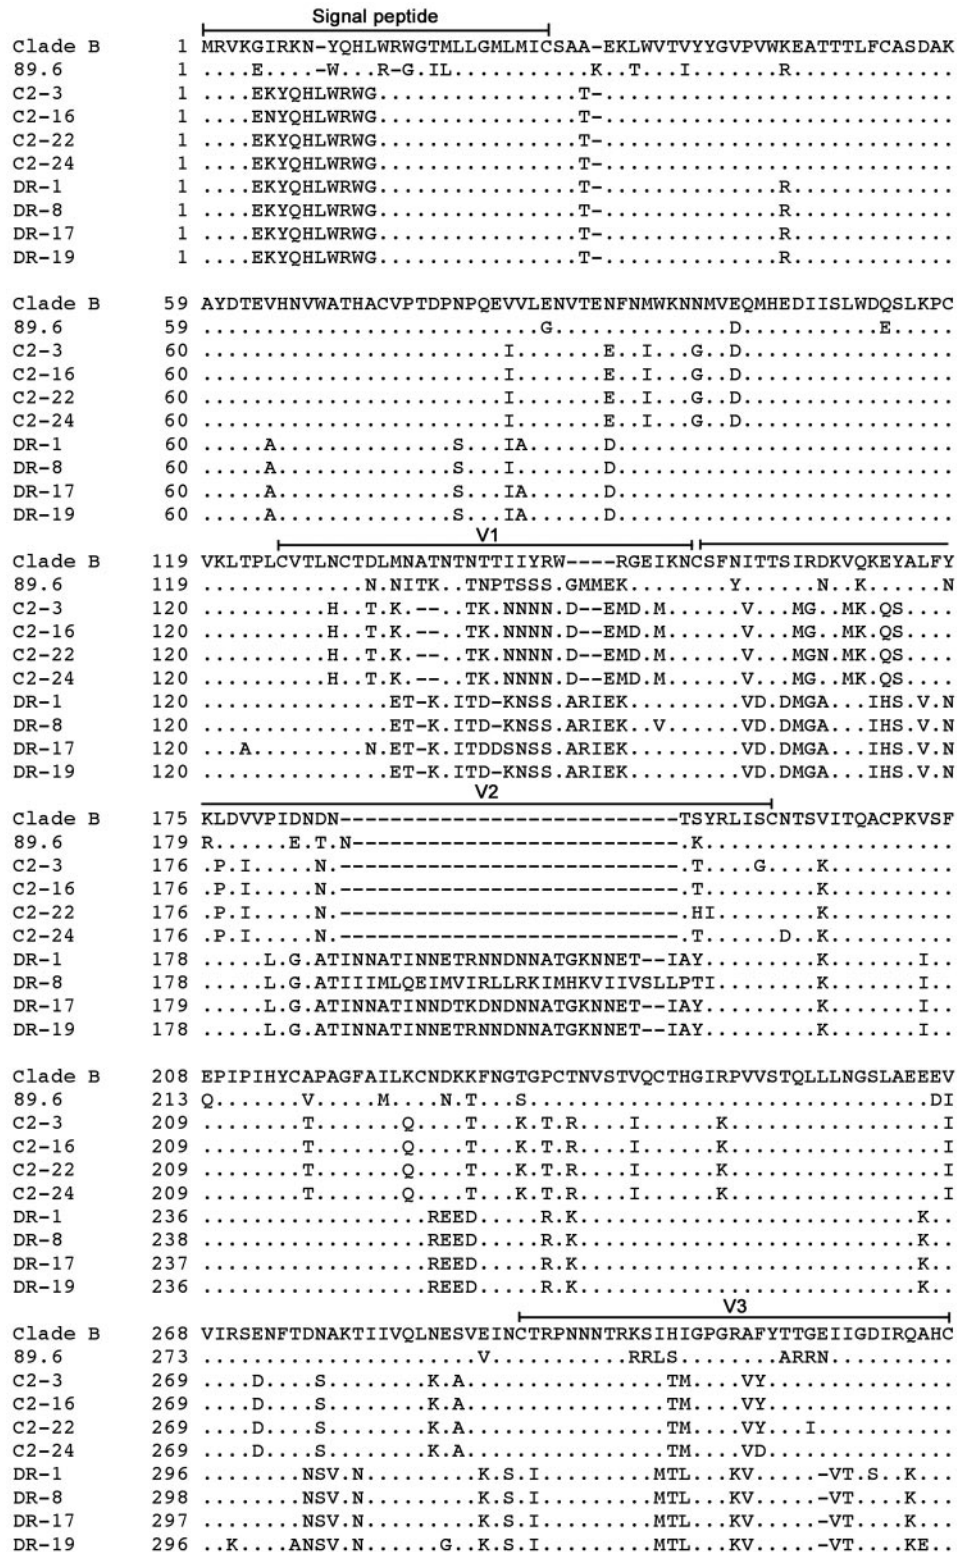 Signal peptide
Clade B 1 MRVKGIRKN-YQHLWRWGTMLLGMLMICSAA-EKLWVTVYYGVPVWKEATTTLFCASDAK
89.6 1 ....E....-W...R-G.IL...........K..T...I.......R.............
C2-3 1 ....EKYQHLWRWG................T-............................
C2-16 1 ....ENYQHLWRWG................T-............................
C2-22 1 ....EKYQHLWRWG................T-............................
C2-24 1 ....EKYQHLWRWG................T-............................
DR-1 1 ....EKYQHLWRWG................T-..............R.............
DR-8 1 ....EKYQHLWRWG................T-..............R.............
DR-17 1 ....EKYQHLWRWG................T-..............R.............
DR-19 1 ....EKYQHLWRWG................T-..............R.............
Clade B 59 AYDTEVHNVWATHACVPTDPNPQEVVLENVTENFNMWKNNMVEQMHEDIISLWDQSLKPC
89.6 59 ...........................G...............D...........E.....
C2-3 60 ........................I.......E..M...G..D.................
C2-16 60 ........................I.......E..M...G..D.................
C2-22 60 ........................I.......E..M...G..D.................
C2-24 60 ........................I.......E..M...G..D.................
DR-1 60 .....A..............S...IA......D...........................
DR-8 60 .....A..............S...I.......D...........................
DR-17 60 .....A..............S...IA......D...........................
DR-19 60 .....A..............S...IA......D...........................
V1
Clade B 119 VKLTPLCVTLNCTDLMNATNTNTTIIYRW----RGEIKNCSFNITTSIRDKVQKEYALFY
89.6 119 .............N.NITK...TNPTSSS.GMMEK........Y......N..K......N
C2-3 120 ..........H..T.K.--..TK.NNNN.D--EMD.M......V...MG..MK.QS....
C2-16 120 ..........H..T.K.--..TK.NNNN.D--EMD.M......V...MG..MK.QS....
C2-22 120 ..........H..T.K.--..TK.NNNN.D--EMD.M......V...MGN.MK.QS....
C2-24 120 ..........H..T.K.--..TK.NNNN.D--EMD.M......V...MG..MK.QS....
DR-1 120 ...............ET-K.ITD-KNSS.ARIEK.........VD.DMGA...IHS.V.N
DR-8 120 ...............ET-K.ITD-KNSS.ARIEK..V......VD.DMGA...IHS.V.N
DR-17 120 ...A.........N.ET-K.ITDDSNSS.ARIEK.........VD.DMGA...IHS.V.N
DR-19 120 ...............ET-K.ITD-KNSS.ARIEK.........VD.DMGA...IHS.V.N
V2
Clade B 175 KLDVVPIDNDN---------------------------TSYRLISCNTSVITQACPKVSF
89.6 179 R......E.T.N--------------------------.K....................
C2-3 176 .P.I.....N.---------------------------.T....G....K..........
C2-16 176 .P.I.....N.---------------------------.T.........K..........
C2-22 176 .P.I.....N.---------------------------.HI........K..........
C2-24 176 .P.I.....N.---------------------------.T......D..K..........
DR-1 178 .....L.G.ATINNATINNETRNNDNNATGKNNET--IAY.........K.......I..
DR-8 178 .....L.G.ATIIIMLQEIMVIRLLRKIMHKVIIVSLLPTI........K.......I..
DR-17 179 .....L.G.ATINNATINNDTKDNDNNATGKNNET--IAY.........K.......I..
DR-19 178 .....L.G.ATINNATINNETRNNDNNATGKNNET--IAY.........K.......I..
Clade B 208 EPIPIHYCAPAGFAILKCNDKKFNGTGPCTNVSTVQCTHGIRPVVSTQLLLNGSLAEEEV
89.6 213 Q.......V.....M....N.T...S................................DI
C2-3 209 ........T.......Q....T...K.T.R....I......K.................I
C2-16 209 ........T.......Q....T...K.T.R....I......K.................I
C2-22 209 ........T.......Q....T...K.T.R....I......K.................I
C2-24 209 ........T.......Q....T...K.T.R....I......K.................I
DR-1 236 ..................REED.....R.K...........................K..
DR-8 238 ..................REED.....R.K...........................K..
DR-17 237 ..................REED.....R.K...........................K..
DR-19 236 ..................REED.....R.K...........................K..
V3
Clade B 268 VIRSENFTDNAKTIIVQLNESVEINCTRPNNNTRKSIHIGPGRAFYTTGEIIGDIRQAHC
89.6 273 ......................V...........RRLS........ARRN..........
C2-3 269 ....D....S........K.A................TM....VY...............
C2-16 269 ....D....S........K.A................TM....VY...............
C2-22 269 ....D....S........K.A................TM....VY...I...........
C2-24 269 ....D....S........K.A................TM....VD...............
DR-1 296 ........NSV.N.........K.S.I.........MTL...KV.....-VT.S..K...
DR-8 298 ........NSV.N.........K.S.I.........MTL...KV.....-VT....K...
DR-17 297 ........NSV.N.........K.S.I.........MTL...KV.....-VT....K...
DR-19 296 ..K....ANSV.N......G..K.S.I.........MTL...KV.....-VT....KE..